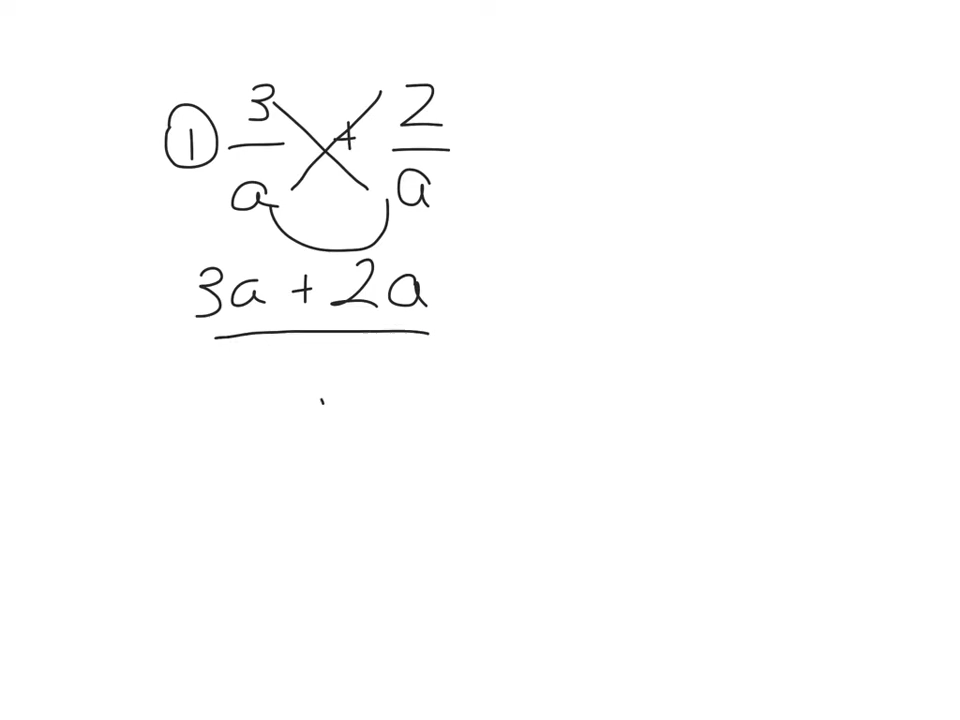 ① 3/a + 2/a
3a + 2a